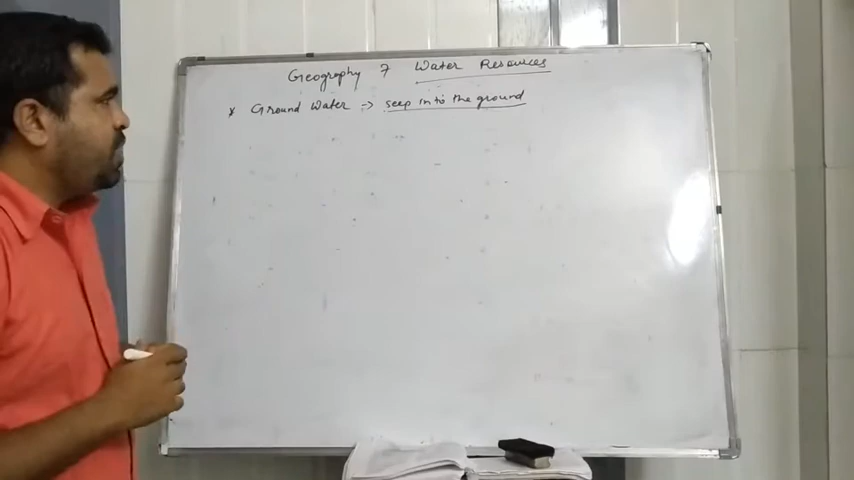 Geography 7 Water Resources
* Ground Water => seep into the ground